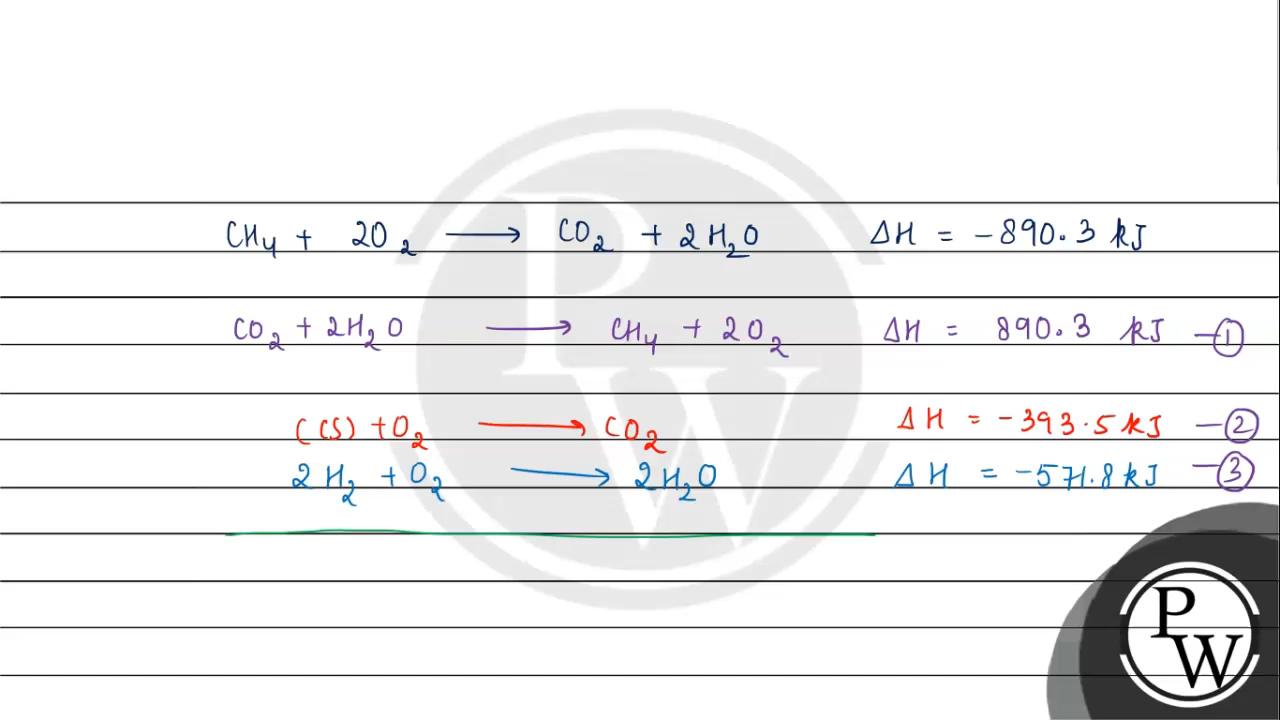 CH₄ + 2O₂ ⟶ CO₂ + 2H₂O ΔH = -890.3 kJ
CO₂ + 2H₂O ⟶ CH₄ + 2O₂ ΔH = 890.3 kJ —①
C(S) + O₂ ⟶ CO₂ ΔH = -393.5 kJ —②
2H₂ + O₂ ⟶ 2H₂O ΔH = -571.8 kJ —③
P
W
P
W